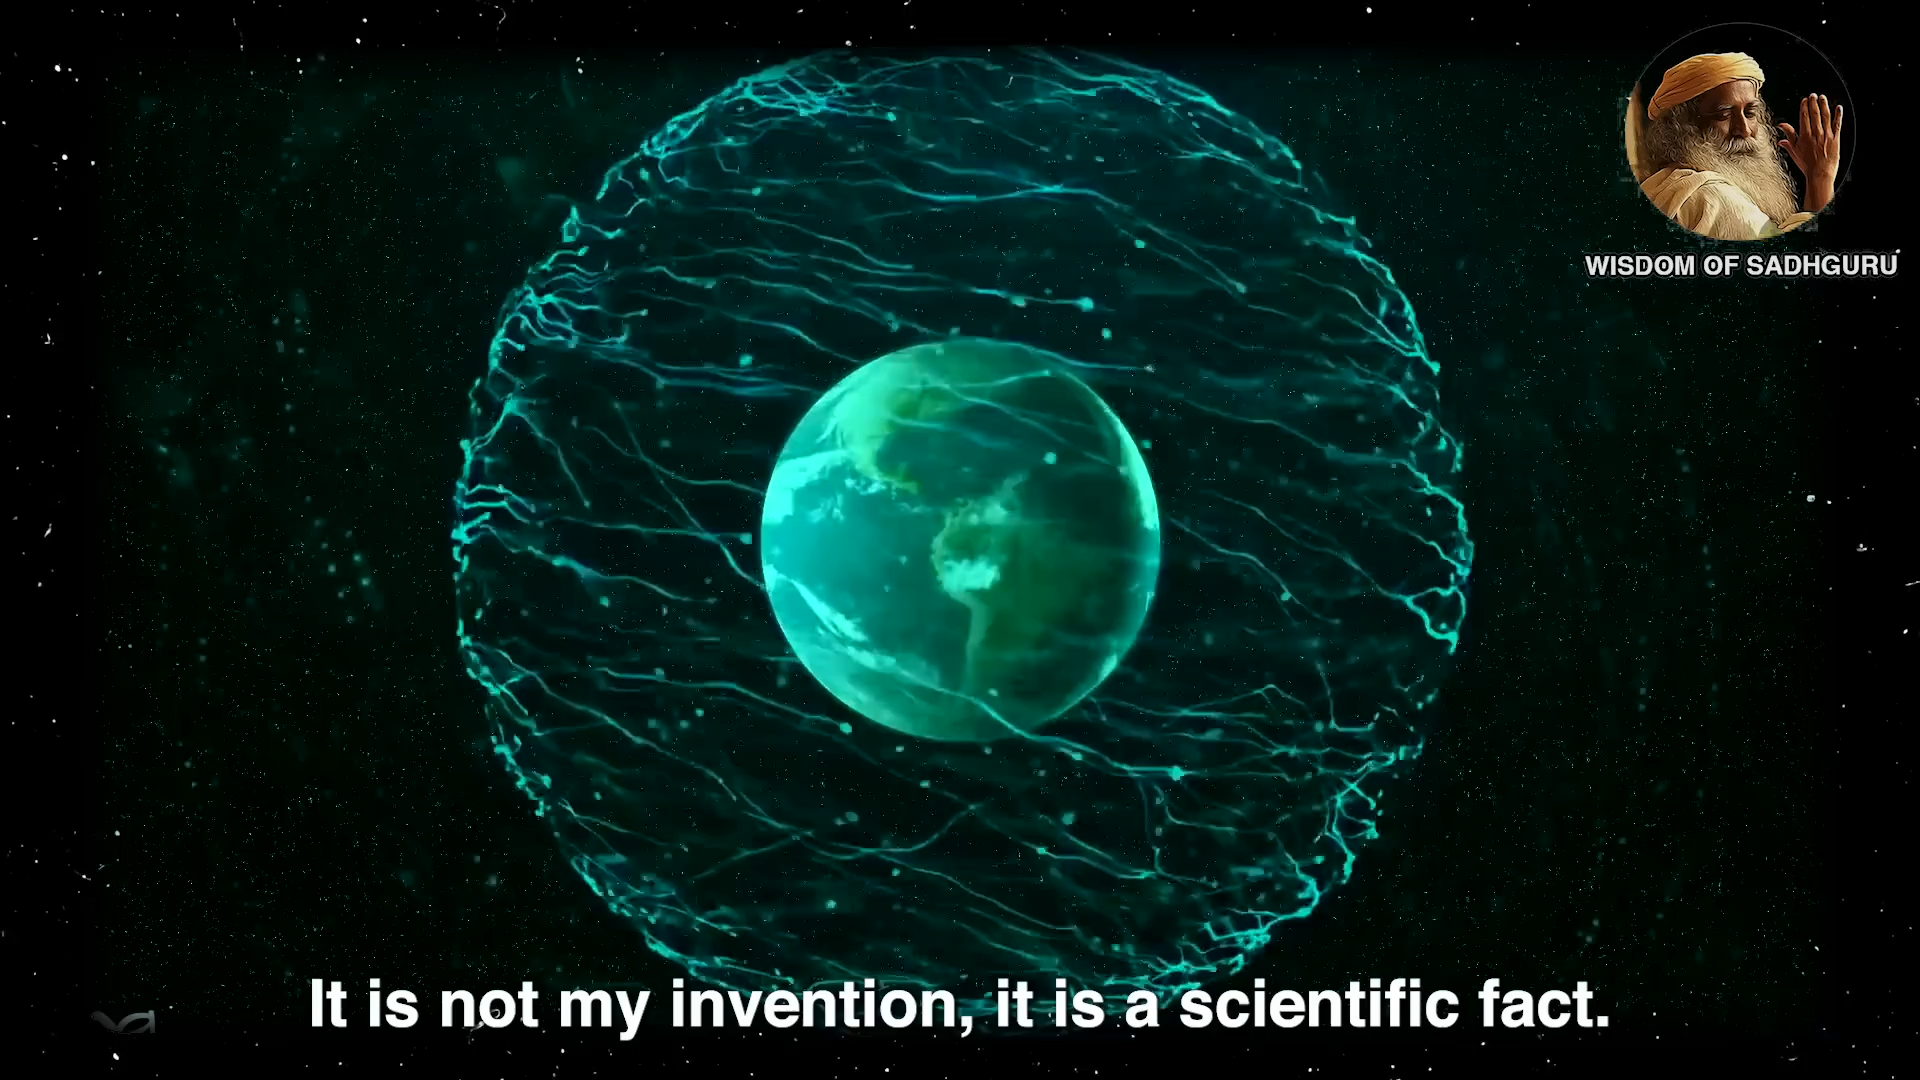 WISDOM OF SADHGURU
It is not my invention, it is a scientific fact.